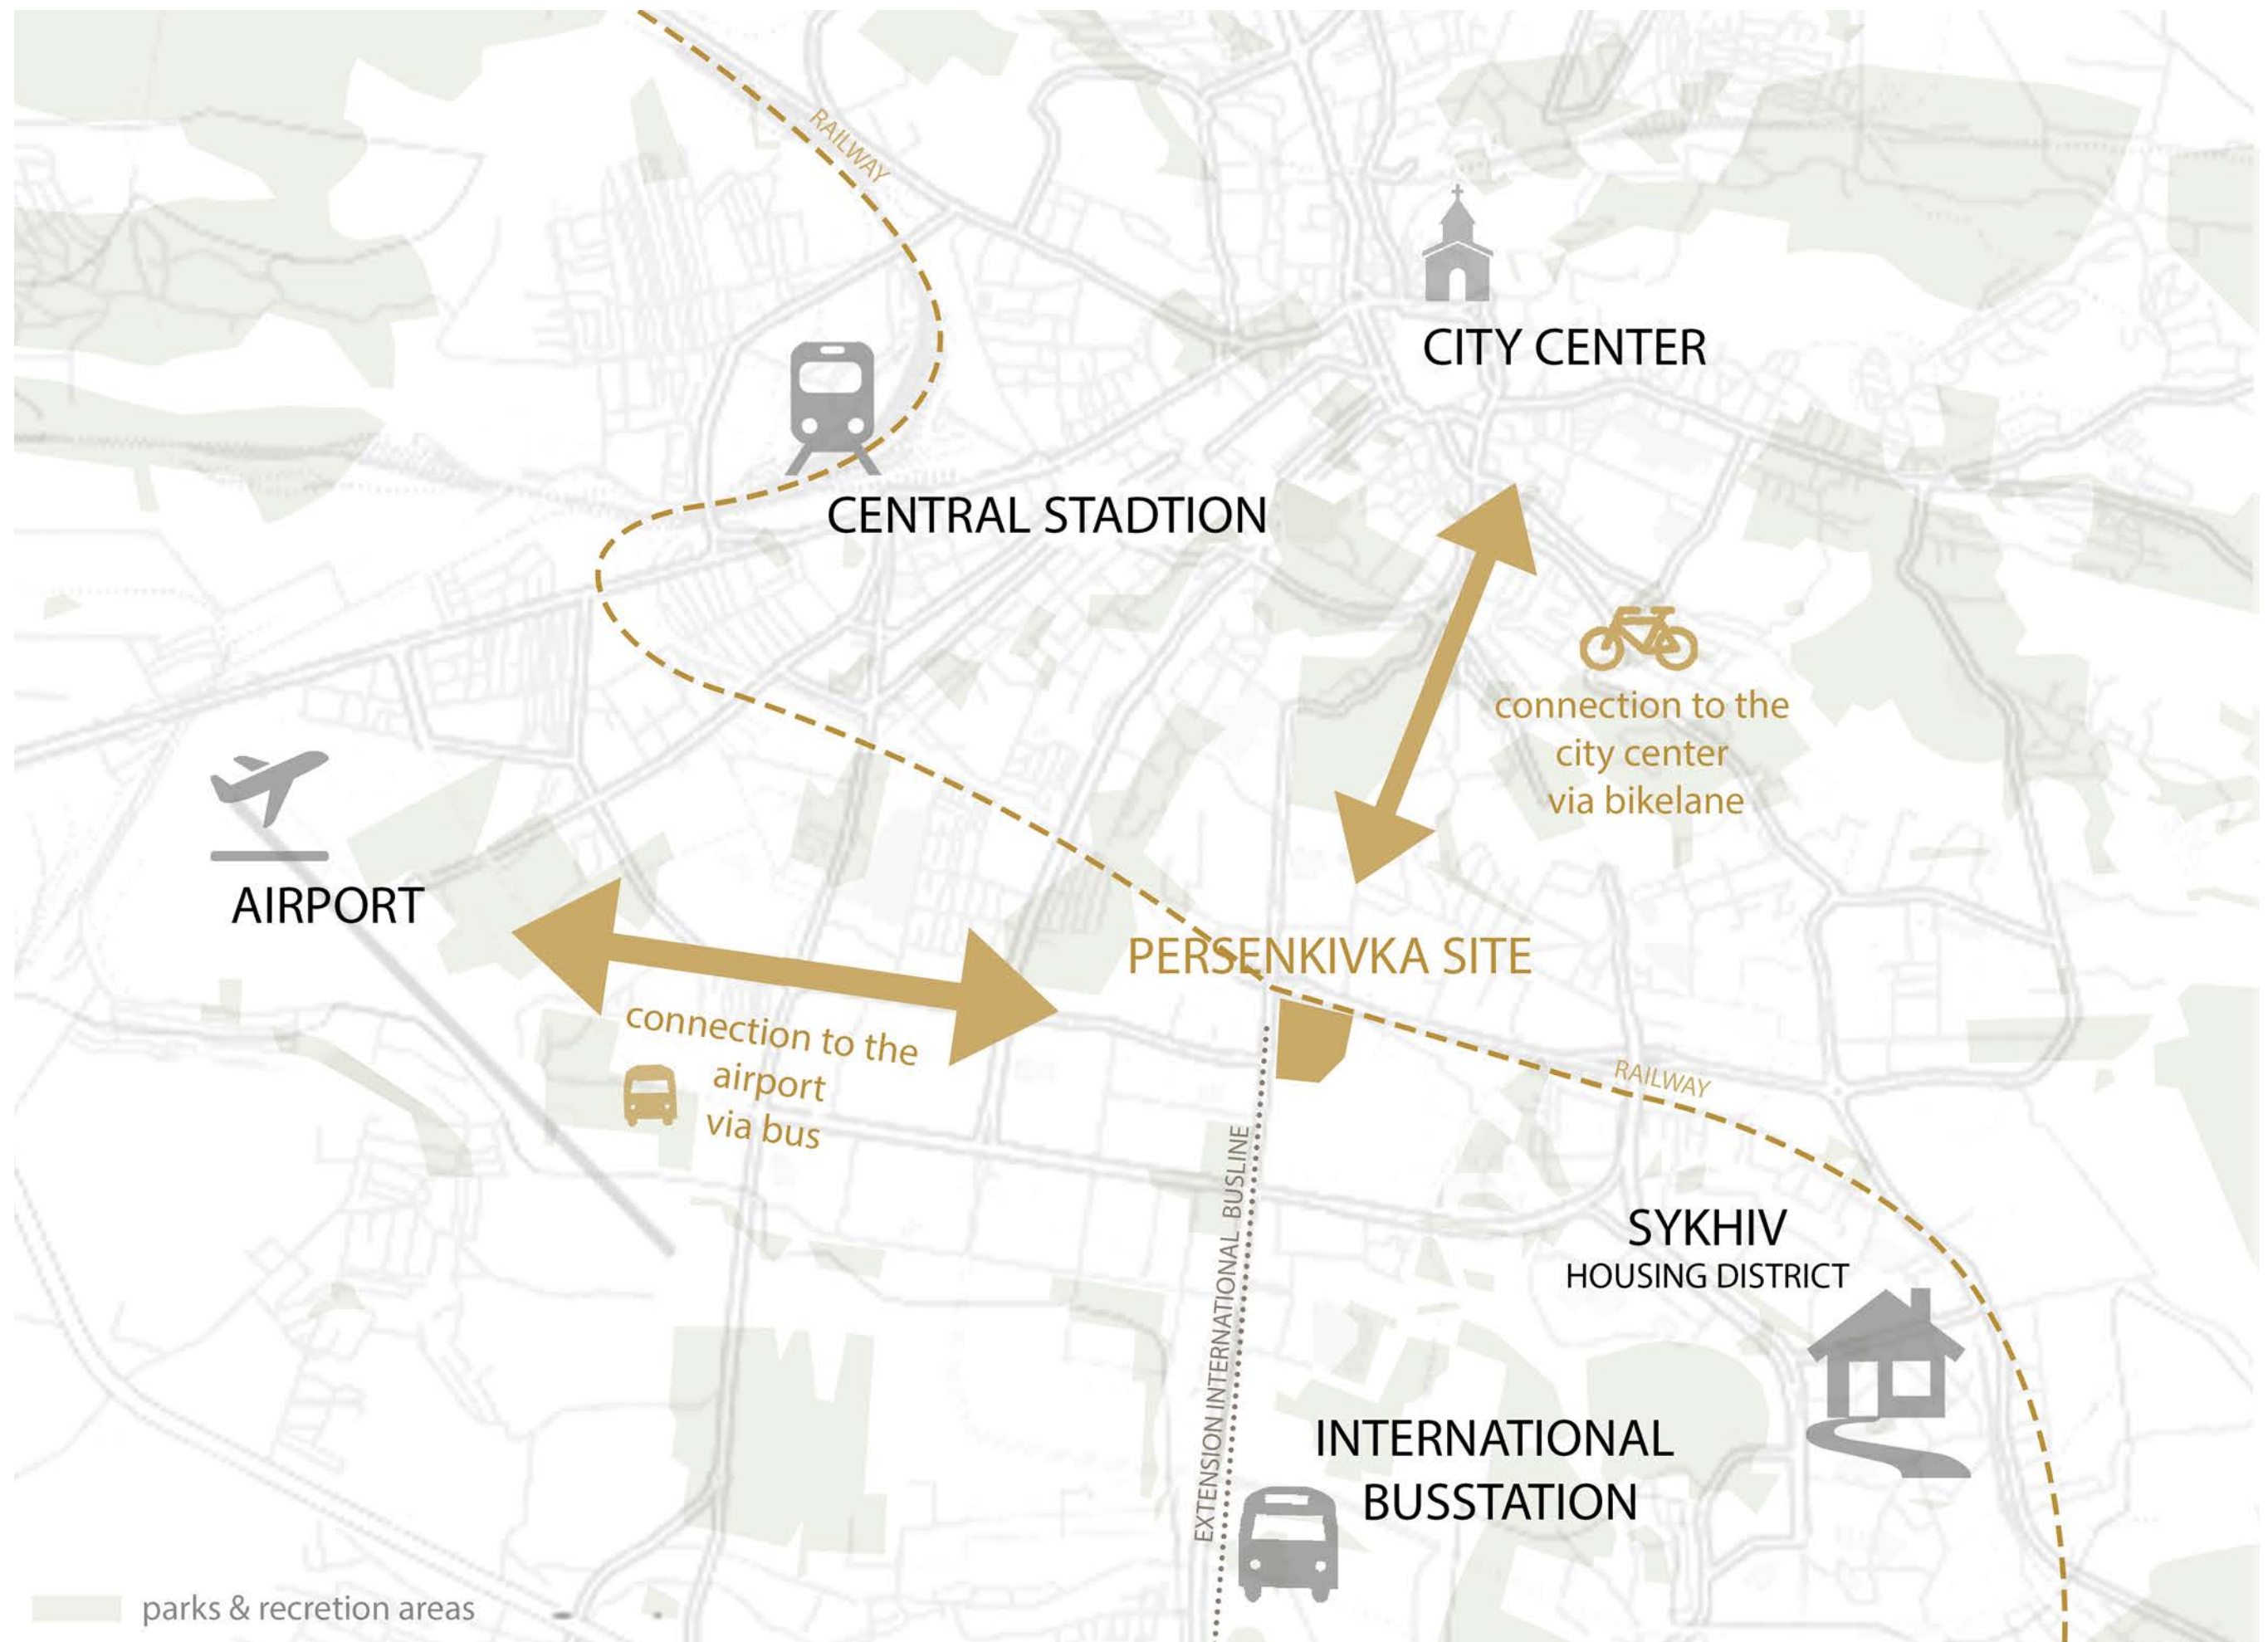 RAILWAY
CITY CENTER
CENTRAL STADTION
connection to the
city center
via bikelane
AIRPORT
PERSENKIVKA SITE
connection to the
airport
via bus
RAILWAY
EXTENSION INTERNATIONAL BUSLINE
SYKHIV
HOUSING DISTRICT
INTERNATIONAL
BUSSTATION
parks & recretion areas